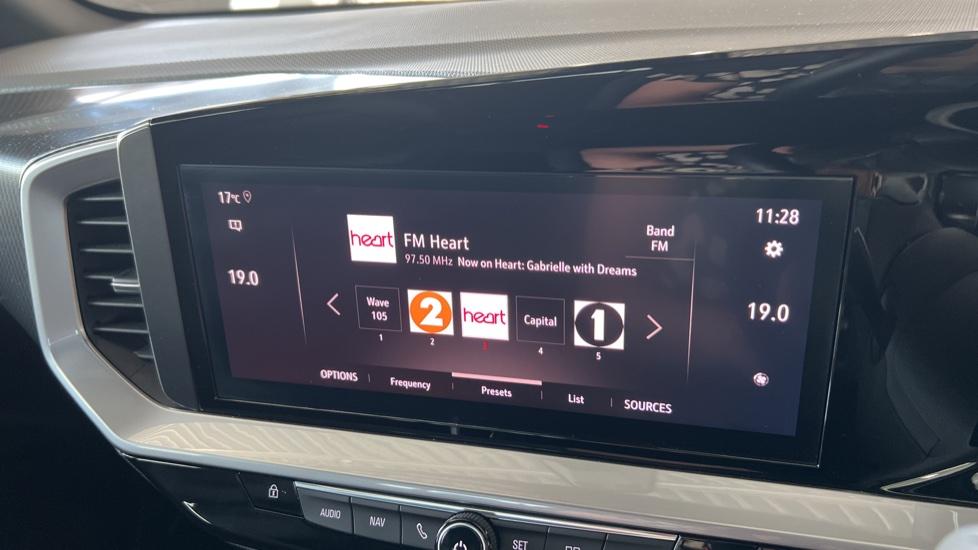 17°C
11:28
heart
FM Heart
97.50 MHz Now on Heart: Gabrielle with Dreams
Band
FM
19.0
19.0
Wave
105
2
heart
Capital
1
1
2
3
4
5
OPTIONS
Frequency
Presets
List
SOURCES
AUDIO
NAV
SET